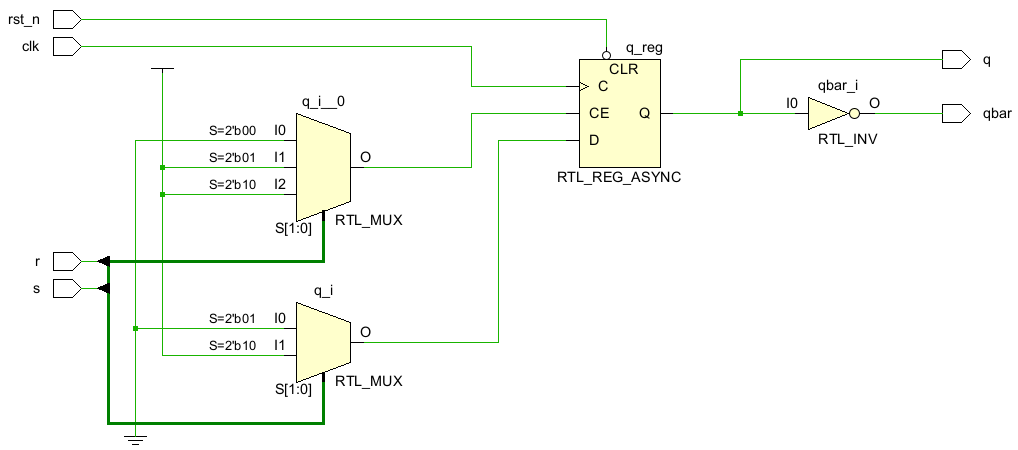 rst_n
clk
q_reg
CLR
C
CE
Q
D
RTL_REG_ASYNC
q
qbar_i
I0
O
qbar
RTL_INV
q_i__0
S=2'b00 I0
S=2'b01 I1
O
S=2'b10 I2
S[1:0]
RTL_MUX
r
s
q_i
S=2'b01 I0
O
S=2'b10 I1
S[1:0]
RTL_MUX